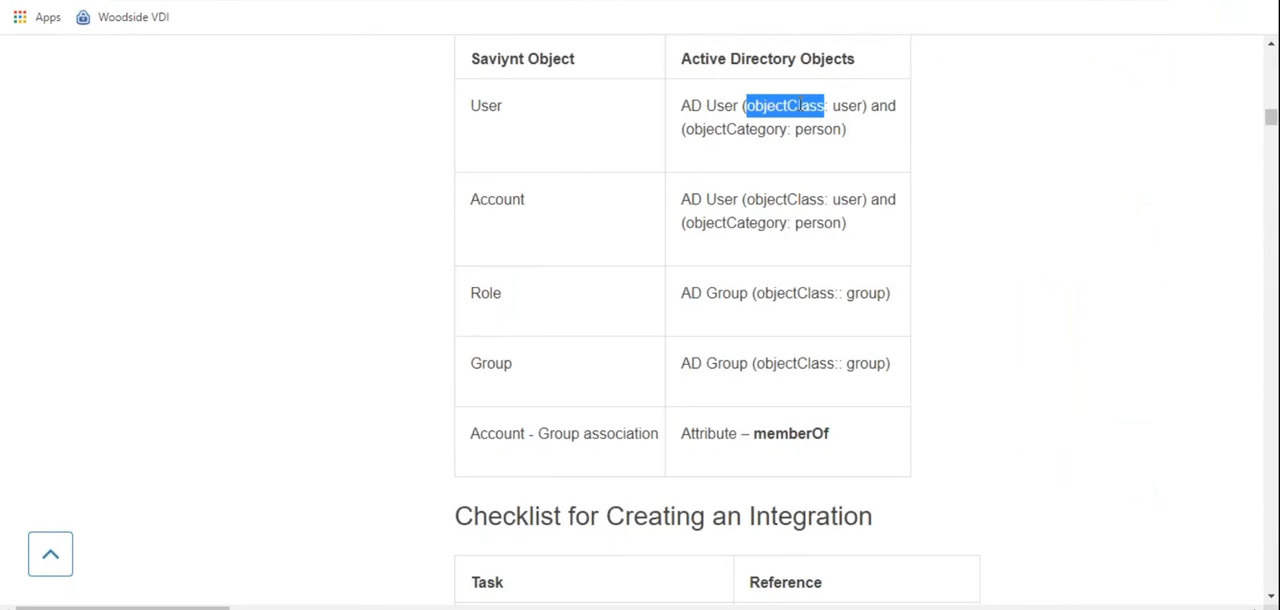 Apps Woodside VDI
Saviynt Object Active Directory Objects
User AD User (objectClass: user) and
(objectCategory: person)
Account AD User (objectClass: user) and
(objectCategory: person)
Role AD Group (objectClass:: group)
Group AD Group (objectClass:: group)
Account - Group association Attribute – memberOf
Checklist for Creating an Integration
Task Reference